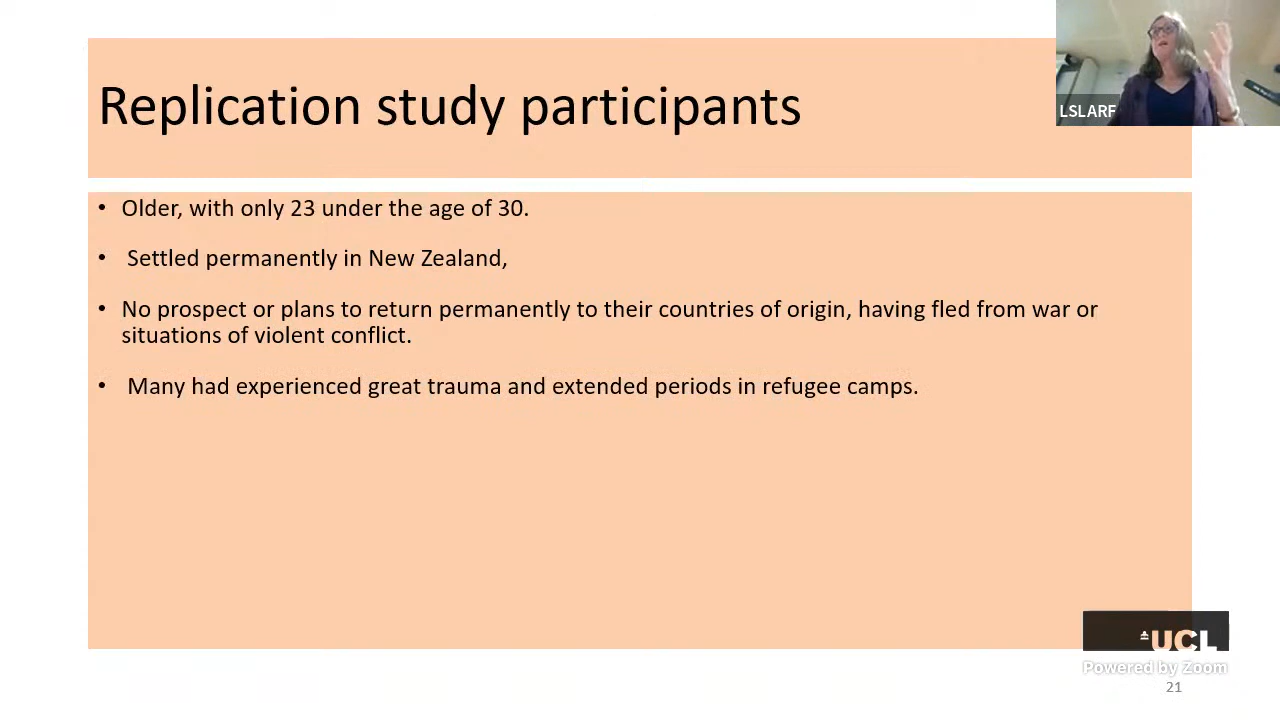 Replication study participants
LSLARF
• Older, with only 23 under the age of 30.
• Settled permanently in New Zealand,
• No prospect or plans to return permanently to their countries of origin, having fled from war or
situations of violent conflict.
• Many had experienced great trauma and extended periods in refugee camps.
UCL
Powered by Zoom
21